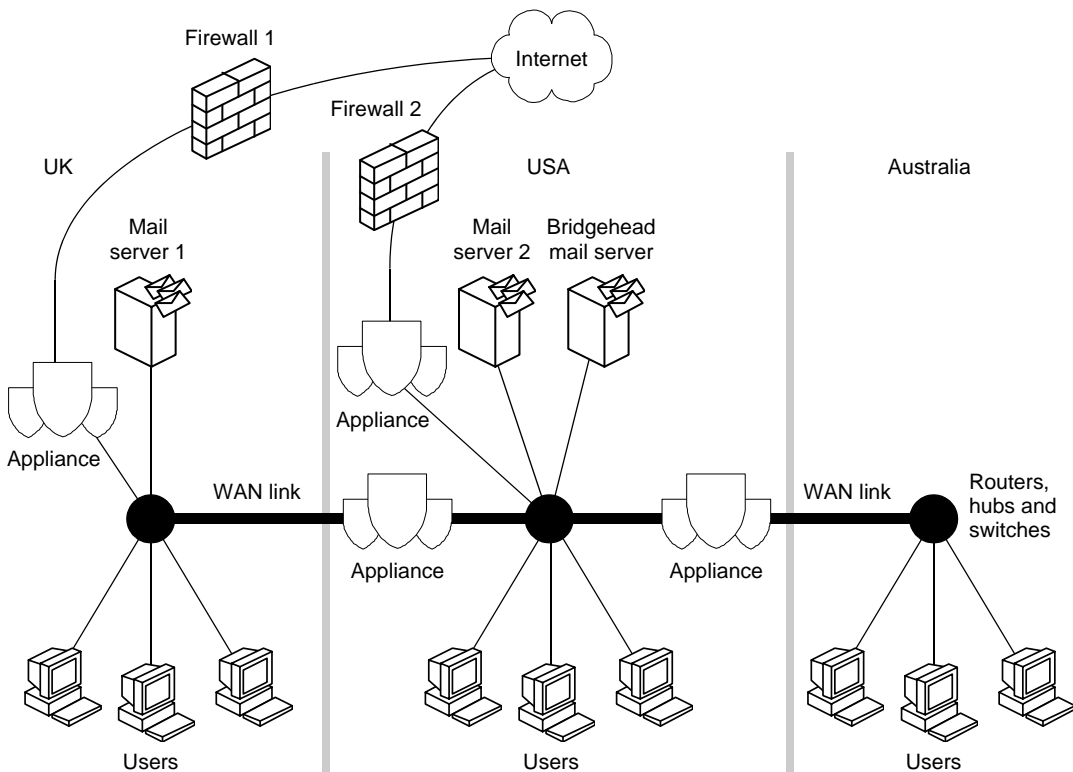 Firewall 1
Internet
Firewall 2
UK
USA
Australia
Mail
server 1
Mail
server 2
Bridgehead
mail server
Appliance
Appliance
WAN link
WAN link
Routers,
hubs and
switches
Appliance
Appliance
Users
Users
Users